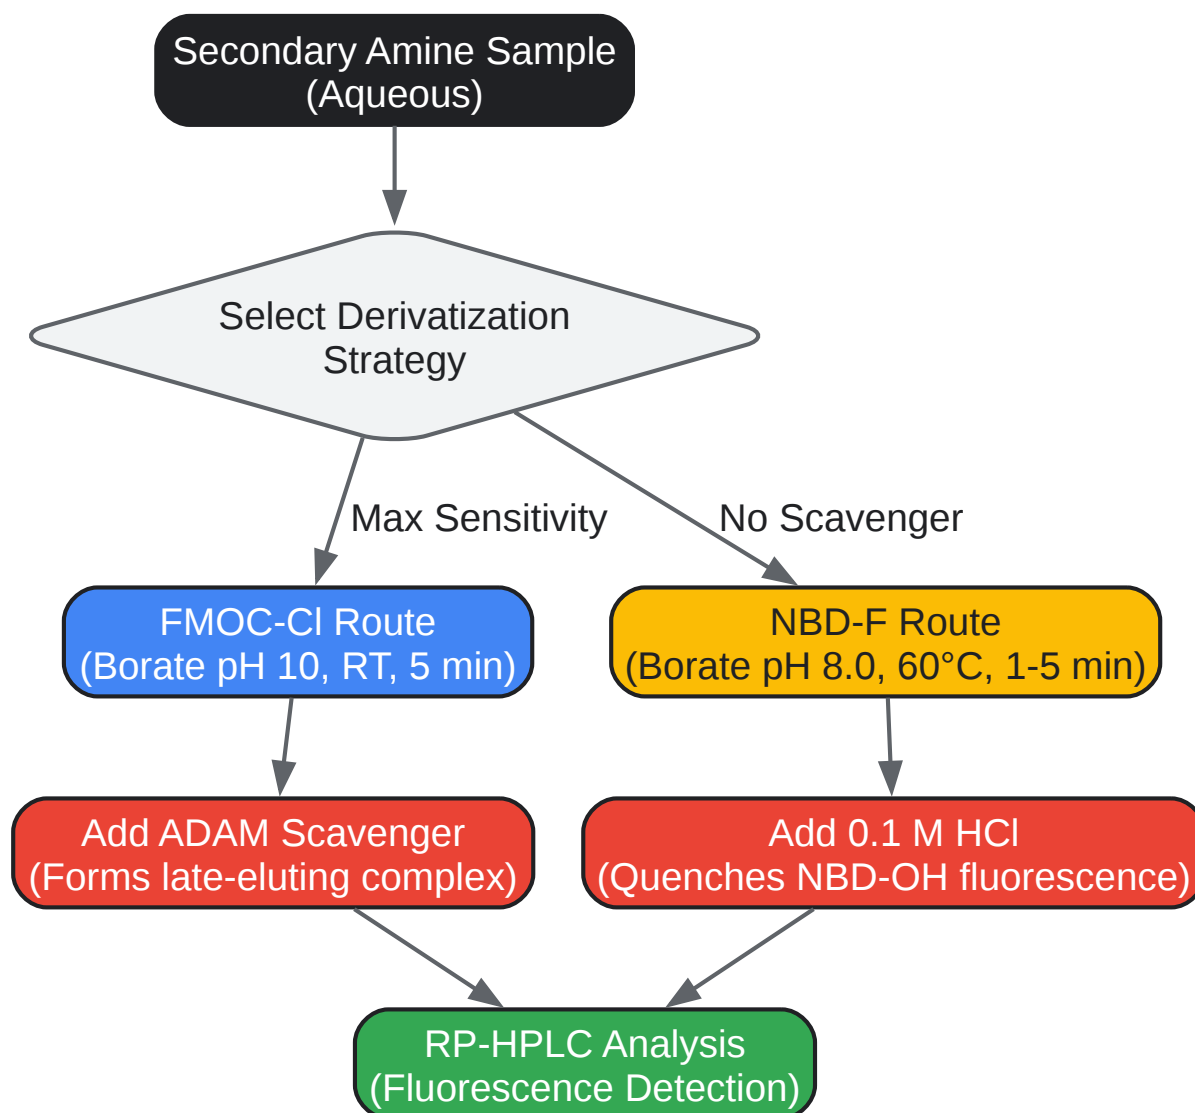 Secondary Amine Sample
(Aqueous)
Select Derivatization
Strategy
Max Sensitivity
No Scavenger
FMOC-Cl Route
(Borate pH 10, RT, 5 min)
NBD-F Route
(Borate pH 8.0, 60°C, 1-5 min)
Add ADAM Scavenger
(Forms late-eluting complex)
Add 0.1 M HCl
(Quenches NBD-OH fluorescence)
RP-HPLC Analysis
(Fluorescence Detection)